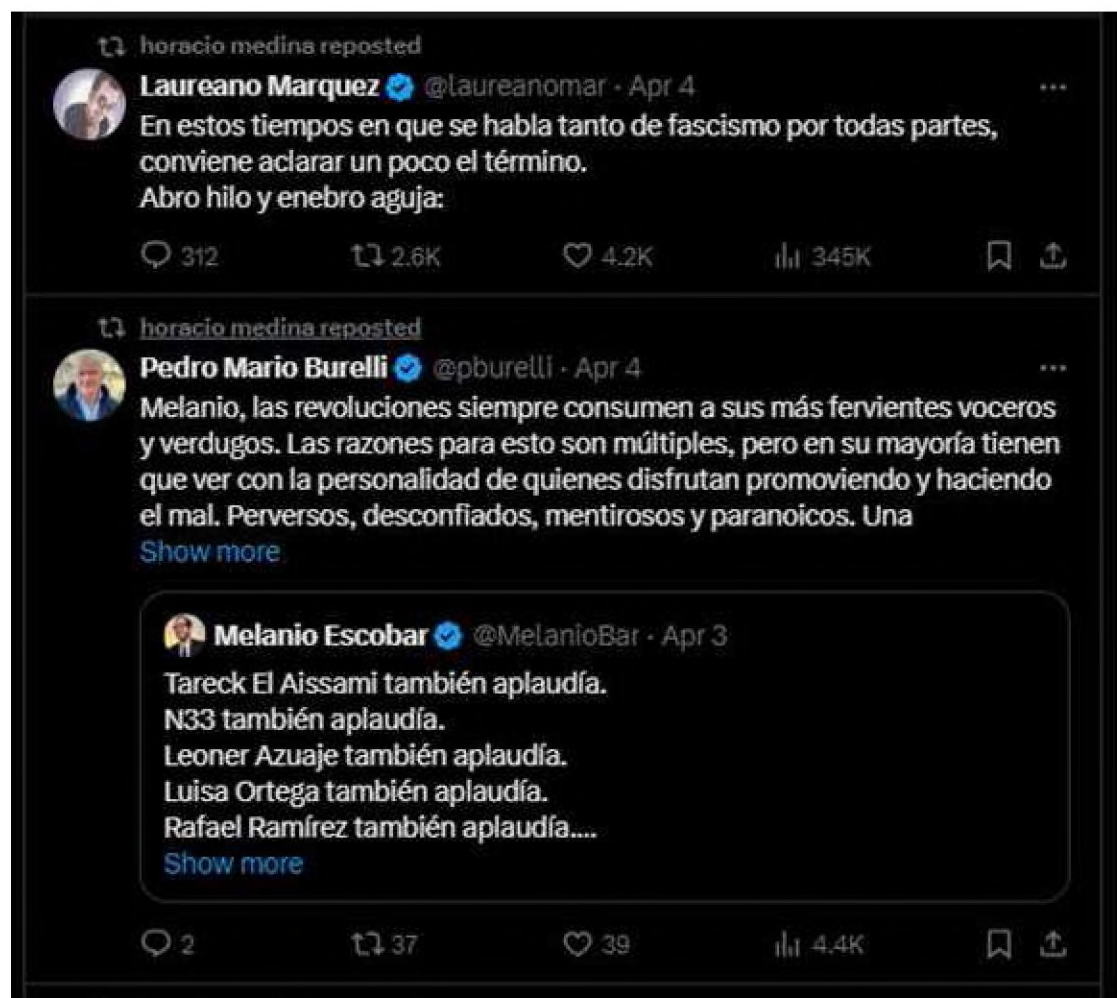 horacio medina reposted
Laureano Marquez @laureanomar · Apr 4
En estos tiempos en que se habla tanto de fascismo por todas partes,
conviene aclarar un poco el término.
Abro hilo y enebro aguja:
312 2.6K 4.2K 345K
horacio medina reposted
Pedro Mario Burelli @pburelli · Apr 4
Melanio, las revoluciones siempre consumen a sus más fervientes voceros
y verdugos. Las razones para esto son múltiples, pero en su mayoría tienen
que ver con la personalidad de quienes disfrutan promoviendo y haciendo
el mal. Perversos, desconfiados, mentirosos y paranoicos. Una
Show more
Melanio Escobar @MelanioBar · Apr 3
Tareck El Aissami también aplaudía.
N33 también aplaudía.
Leoner Azuaje también aplaudía.
Luisa Ortega también aplaudía.
Rafael Ramírez también aplaudía....
Show more
2 37 39 4.4K